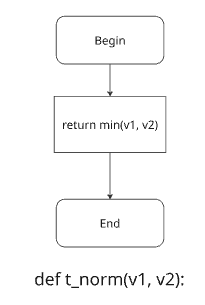 Begin
return min(v1, v2)
End
def t_norm(v1, v2):